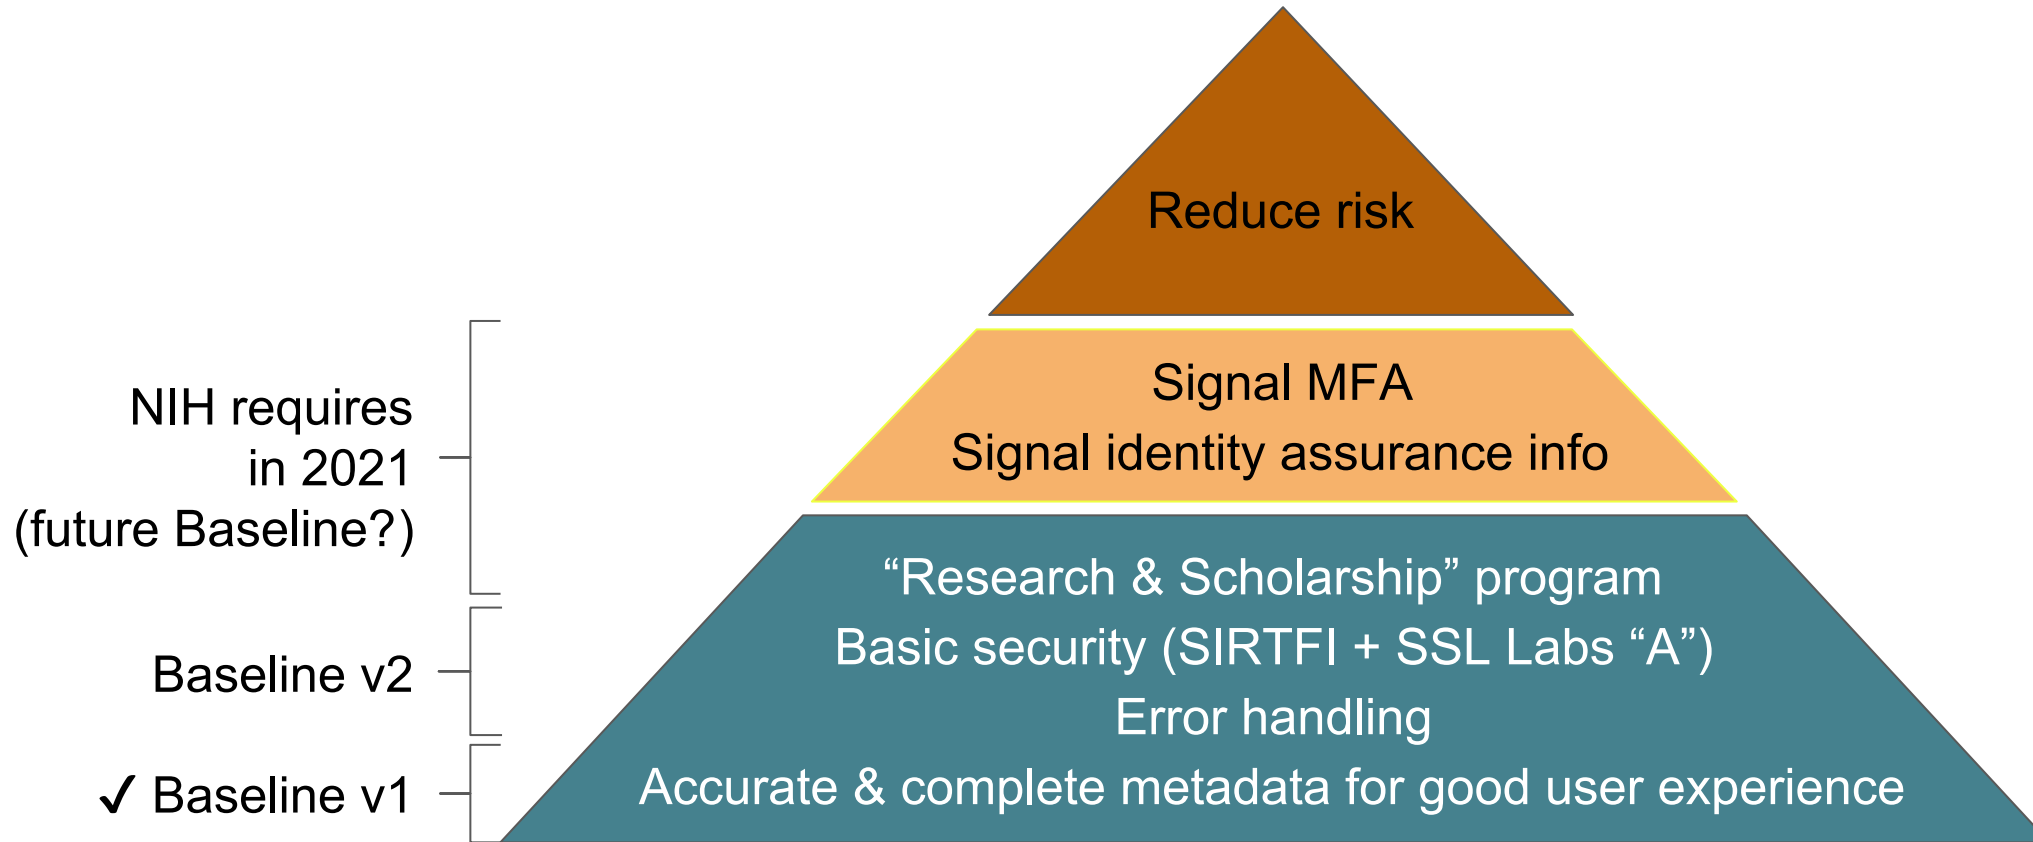 Reduce risk
NIH requires
in 2021
(future Baseline?)
Signal MFA
Signal identity assurance info
Baseline v2
“Research & Scholarship” program
Basic security (SIRTFI + SSL Labs “A”)
Error handling
✓ Baseline v1
Accurate & complete metadata for good user experience